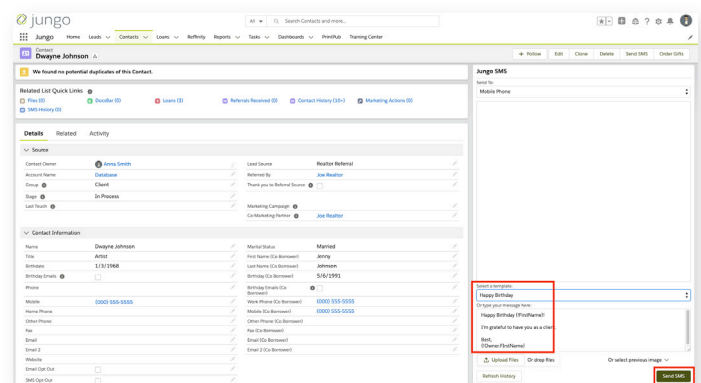 jungo
All
Search Contacts and more...
Jungo Home Leads Contacts Loans Reffinity Reports Tasks Dashboards PrintPub Training Center
Contact
Dwayne Johnson
+ Follow Edit Clone Delete Send SMS Order Gifts
We found no potential duplicates of this Contact.
Related List Quick Links
Files (0) DocuBar (0) Loans (3) Referrals Received (0) Contact History (10+) Marketing Actions (0)
SMS History (0)
Details Related Activity
Source
Contact Owner Anna Smith Lead Source Realtor Referral
Account Name Database Referred By Joe Realtor
Group Client Thank you to Referral Source
Stage In Process
Last Touch Marketing Campaign
Co-Marketing Partner Joe Realtor
Contact Information
Name Dwayne Johnson Marital Status Married
Title Artist First Name (Co Borrower) Jenny
Birthdate 1/3/1968 Last Name (Co Borrower) Johnson
Birthday Emails Birthday (Co Borrower) 5/6/1991
Phone Birthday Emails (Co Borrower)
Mobile (000) 555-5555 Work Phone (Co Borrower) (000) 555-5555
Home Phone Mobile (Co Borrower) (000) 555-5555
Other Phone Other Phone (Co Borrower)
Fax Fax (Co Borrower)
Email Email (Co Borrower)
Email 2 Email 2 (Co Borrower)
Website
Email Opt Out
SMS Opt Out
Jungo SMS
Send To:
Mobile Phone
Select a template:
Happy Birthday
Or type your message here:
Happy Birthday {!FirstName}!
I'm grateful to have you as a client.
Best,
{!Owner.FirstName}
Upload Files Or drop files Or select previous image
Refresh History Send SMS